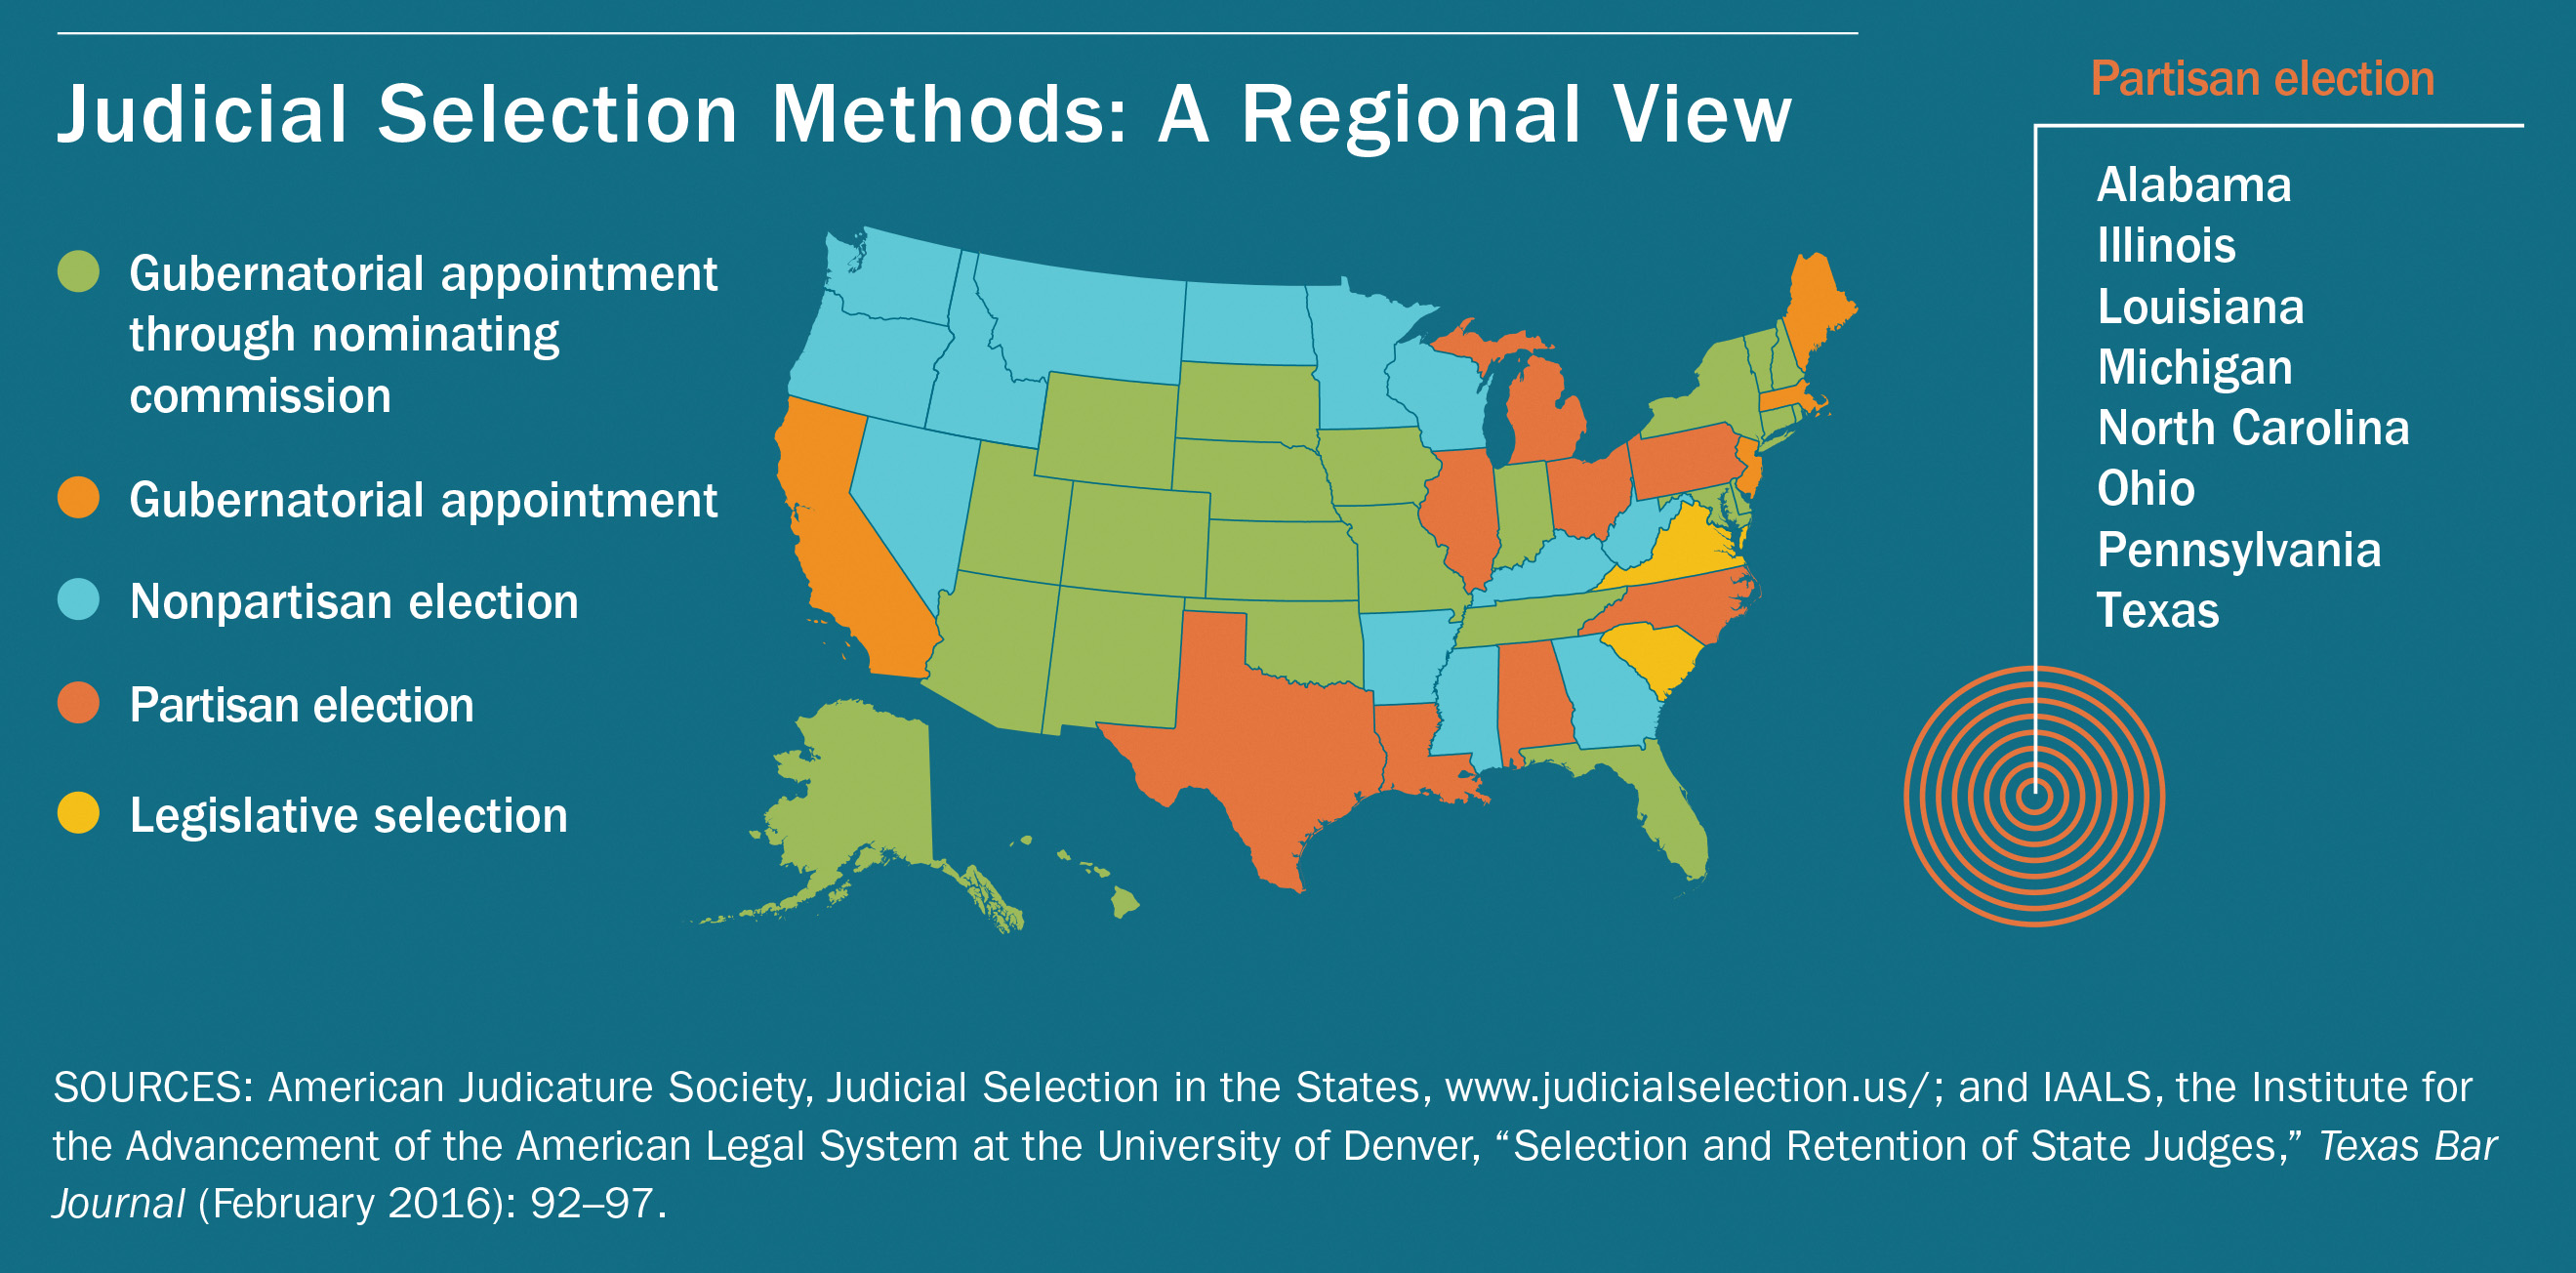 Judicial Selection Methods: A Regional View
Gubernatorial appointment
through nominating
commission
Gubernatorial appointment
Nonpartisan election
Partisan election
Legislative selection
Partisan election
Alabama
Illinois
Louisiana
Michigan
North Carolina
Ohio
Pennsylvania
Texas
SOURCES: American Judicature Society, Judicial Selection in the States, www.judicialselection.us/; and IAALS, the Institute for
the Advancement of the American Legal System at the University of Denver, “Selection and Retention of State Judges,” Texas Bar
Journal (February 2016): 92–97.